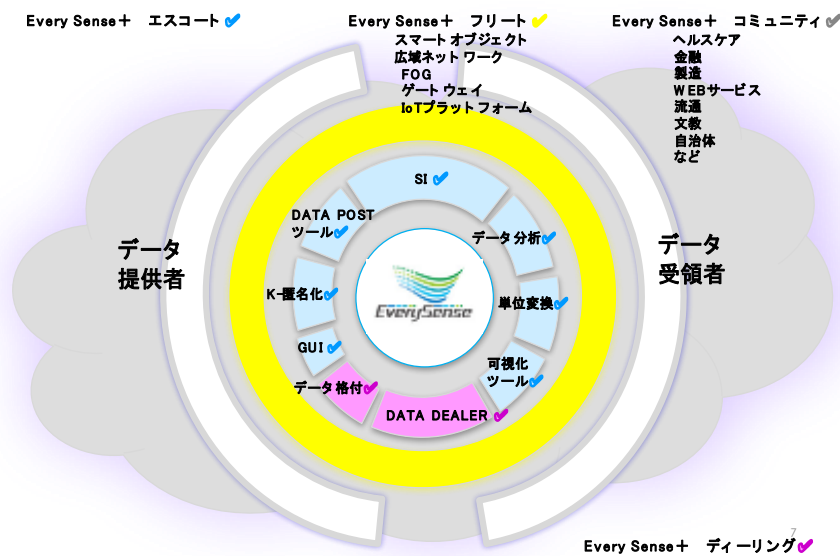 Every Sense＋　エスコート✔
Every Sense＋　フリート✔
スマートオブジェクト
広域ネットワーク
FOG
ゲートウェイ
IoTプラットフォーム
Every Sense＋　コミュニティ✔
ヘルスケア
金融
製造
WEBサービス
流通
文教
自治体
など
SI✔
DATA POST
ツール✔
データ分析✔
データ
提供者
データ
受領者
K-匿名化✔
単位変換✔
EverySense
GUI✔
可視化
ツール✔
データ格付✔
DATA DEALER✔
7
Every Sense＋　ディーリング✔